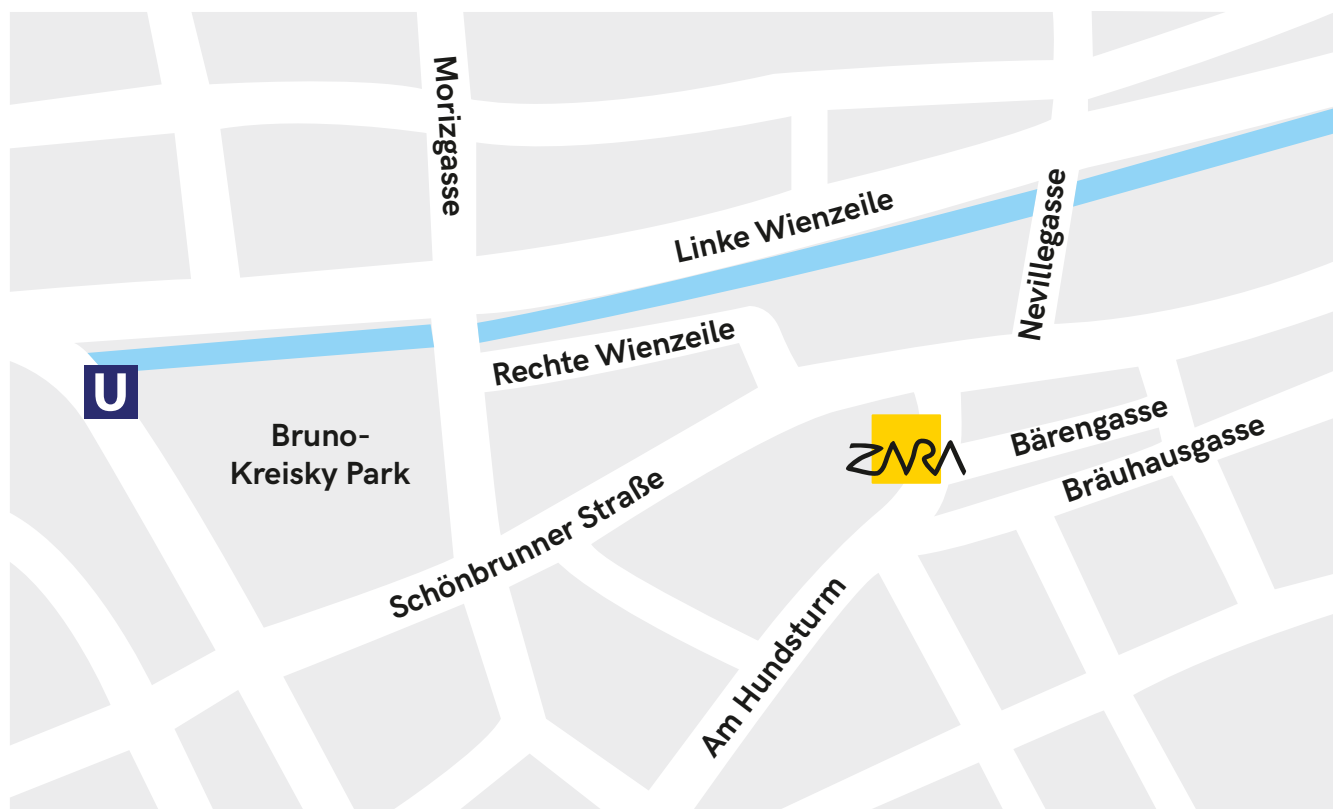 Morizgasse
Linke Wienzeile
Nevillegasse
Rechte Wienzeile
U
Bruno-
Kreisky Park
Bärengasse
ZARA
Bräuhausgasse
Schönbrunner Straße
Am Hundsturm